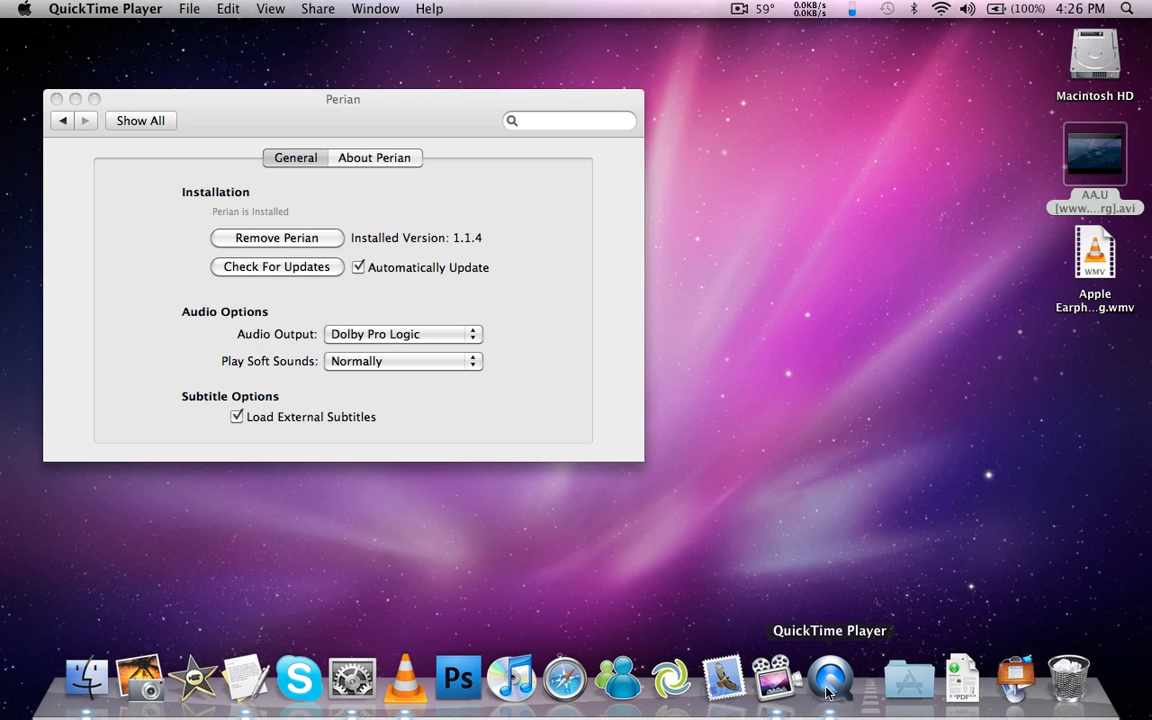 QuickTime Player File Edit View Share Window Help 59° 0.0KB/s 0.0KB/s (100%) 4:26 PM
Perian
Show All
General About Perian
Installation
Perian is Installed
Remove Perian Installed Version: 1.1.4
Check For Updates Automatically Update
Audio Options
Audio Output: Dolby Pro Logic
Play Soft Sounds: Normally
Subtitle Options
Load External Subtitles
Macintosh HD
AA.U
[www....rg].avi
WMV
Apple
Earph...g.wmv
QuickTime Player
Ps
PDF